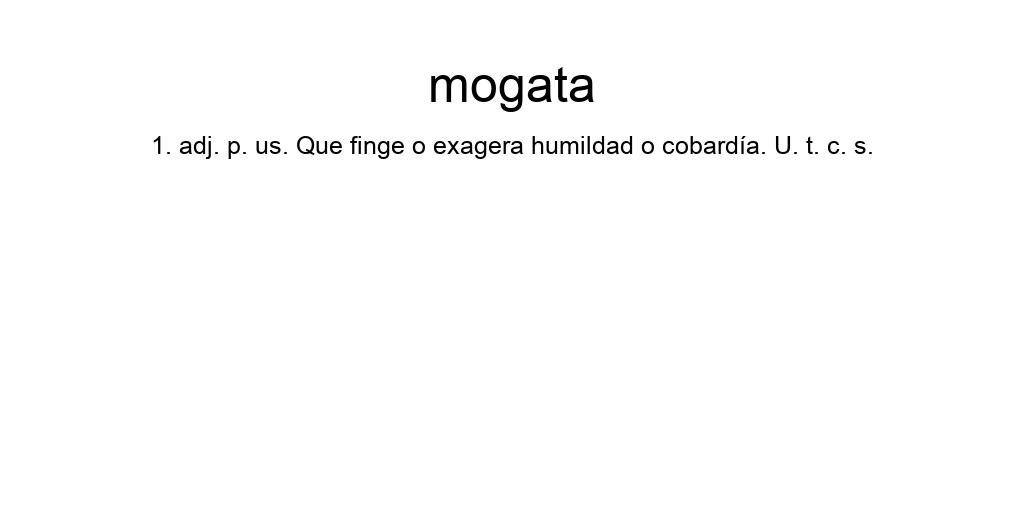 mogata
1. adj. p. us. Que finge o exagera humildad o cobardía. U. t. c. s.